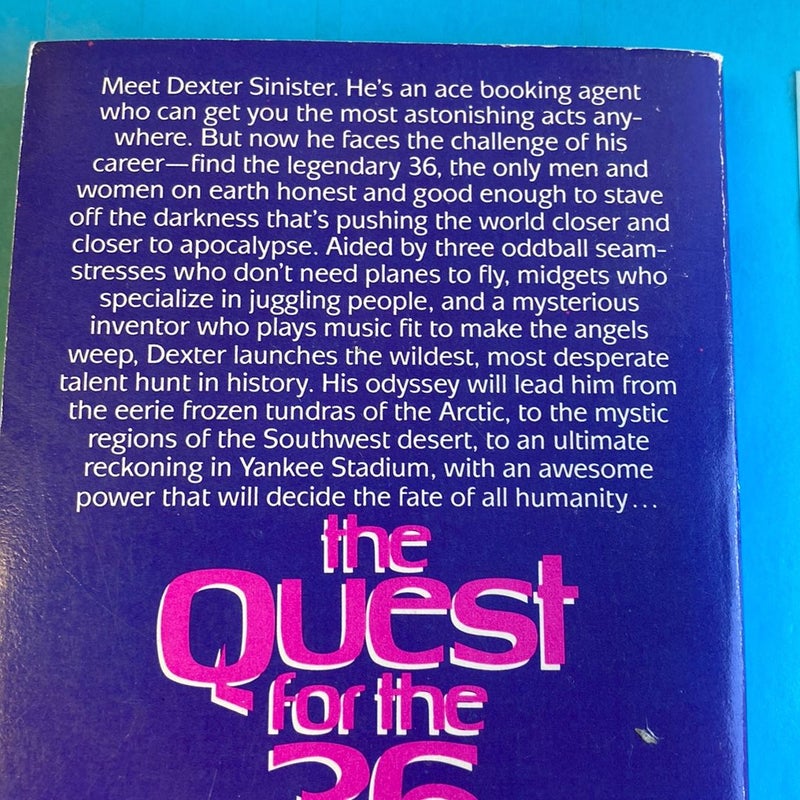 Meet Dexter Sinister. He's an ace booking agent
who can get you the most astonishing acts any-
where. But now he faces the challenge of his
career—find the legendary 36, the only men and
women on earth honest and good enough to stave
off the darkness that's pushing the world closer and
closer to apocalypse. Aided by three oddball seam-
stresses who don't need planes to fly, midgets who
specialize in juggling people, and a mysterious
inventor who plays music fit to make the angels
weep, Dexter launches the wildest, most desperate
talent hunt in history. His odyssey will lead him from
the eerie frozen tundras of the Arctic, to the mystic
regions of the Southwest desert, to an ultimate
reckoning in Yankee Stadium, with an awesome
power that will decide the fate of all humanity...
the
Quest
for the
36